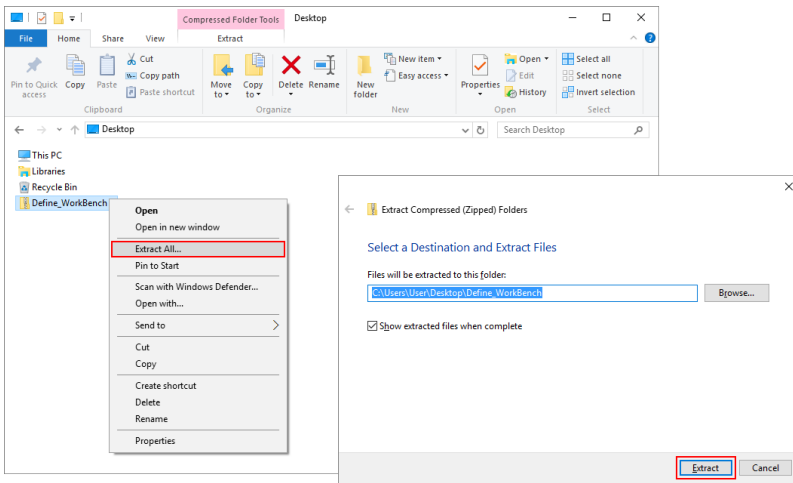 Compressed Folder Tools Desktop
File Home Share View Extract
Pin to Quick access
Copy
Paste
Cut
Copy path
Paste shortcut
Clipboard
Move to
Copy to
Delete
Rename
Organize
New folder
New item
Easy access
New
Properties
Open
Edit
History
Open
Select all
Select none
Invert selection
Select
Desktop
Search Desktop
This PC
Libraries
Recycle Bin
Define_WorkBench
Open
Open in new window
Extract All...
Pin to Start
Scan with Windows Defender...
Open with...
Send to
Cut
Copy
Create shortcut
Delete
Rename
Properties
Extract Compressed (Zipped) Folders
Select a Destination and Extract Files
Files will be extracted to this folder:
C:\Users\User\Desktop\Define_WorkBench
Browse...
Show extracted files when complete
Extract Cancel